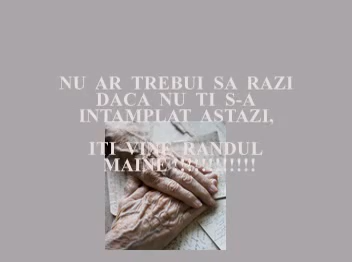 NU AR TREBUI SA RAZI
DACA NU TI S-A
INTAMPLAT ASTAZI,
ITI VINE RANDUL
MAINE !!!!!!!!!!!!